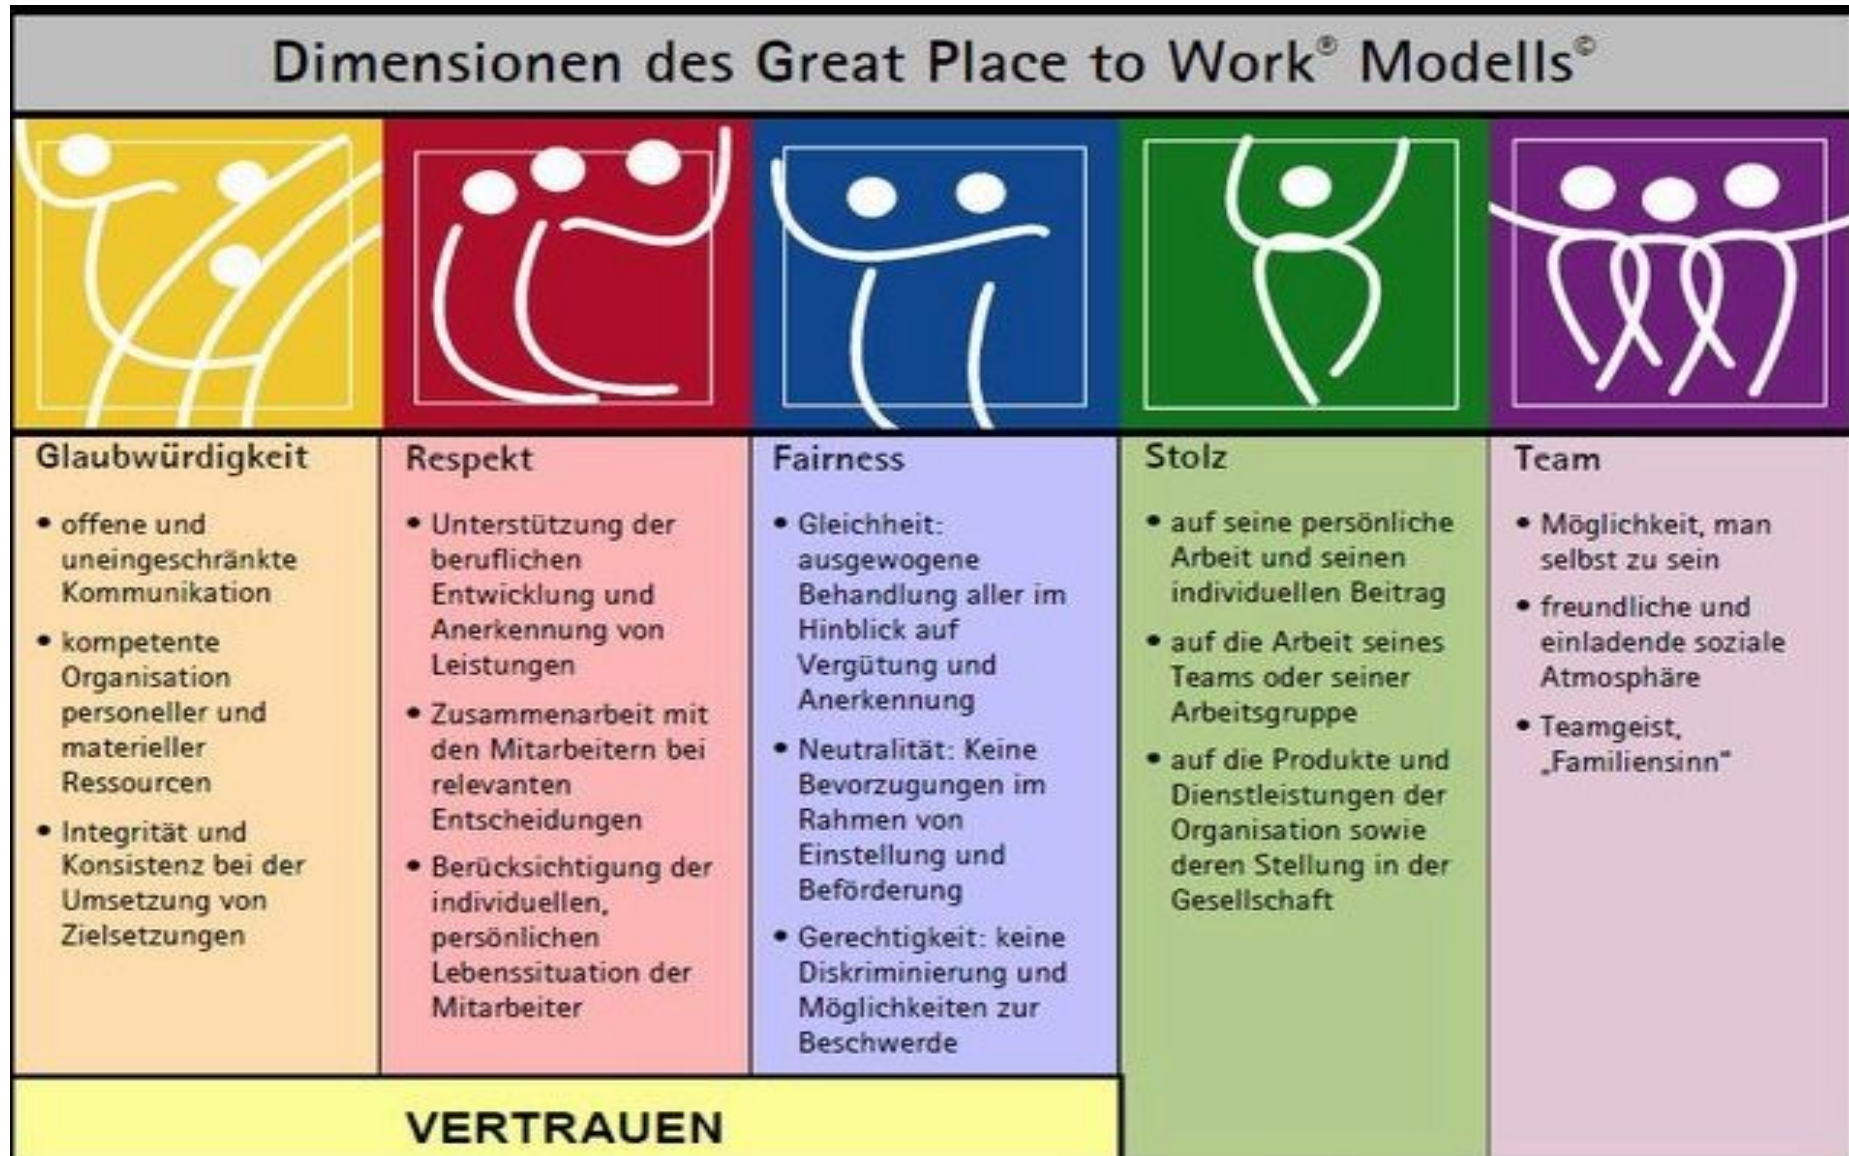 Dimensionen des Great Place to Work® Modells©
Glaubwürdigkeit
• offene und
uneingeschränkte
Kommunikation
• kompetente
Organisation
personeller und
materieller
Ressourcen
• Integrität und
Konsistenz bei der
Umsetzung von
Zielsetzungen
Respekt
• Unterstützung der
beruflichen
Entwicklung und
Anerkennung von
Leistungen
• Zusammenarbeit mit
den Mitarbeitern bei
relevanten
Entscheidungen
• Berücksichtigung der
individuellen,
persönlichen
Lebenssituation der
Mitarbeiter
Fairness
• Gleichheit:
ausgewogene
Behandlung aller im
Hinblick auf
Vergütung und
Anerkennung
• Neutralität: Keine
Bevorzugungen im
Rahmen von
Einstellung und
Beförderung
• Gerechtigkeit: keine
Diskriminierung und
Möglichkeiten zur
Beschwerde
Stolz
• auf seine persönliche
Arbeit und seinen
individuellen Beitrag
• auf die Arbeit seines
Teams oder seiner
Arbeitsgruppe
• auf die Produkte und
Dienstleistungen der
Organisation sowie
deren Stellung in der
Gesellschaft
Team
• Möglichkeit, man
selbst zu sein
• freundliche und
einladende soziale
Atmosphäre
• Teamgeist,
„Familiensinn“
VERTRAUEN